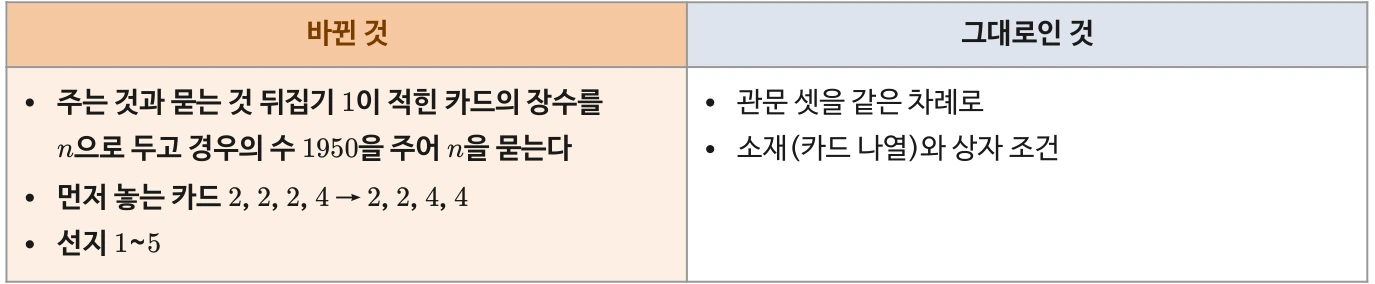 바뀐 것
그대로인 것
• 주는 것과 묻는 것 뒤집기 1이 적힌 카드의 장수를
n으로 두고 경우의 수 1950을 주어 n을 묻는다
• 먼저 놓는 카드 2, 2, 2, 4 → 2, 2, 4, 4
• 선지 1~5
• 관문 셋을 같은 차례로
• 소재(카드 나열)와 상자 조건